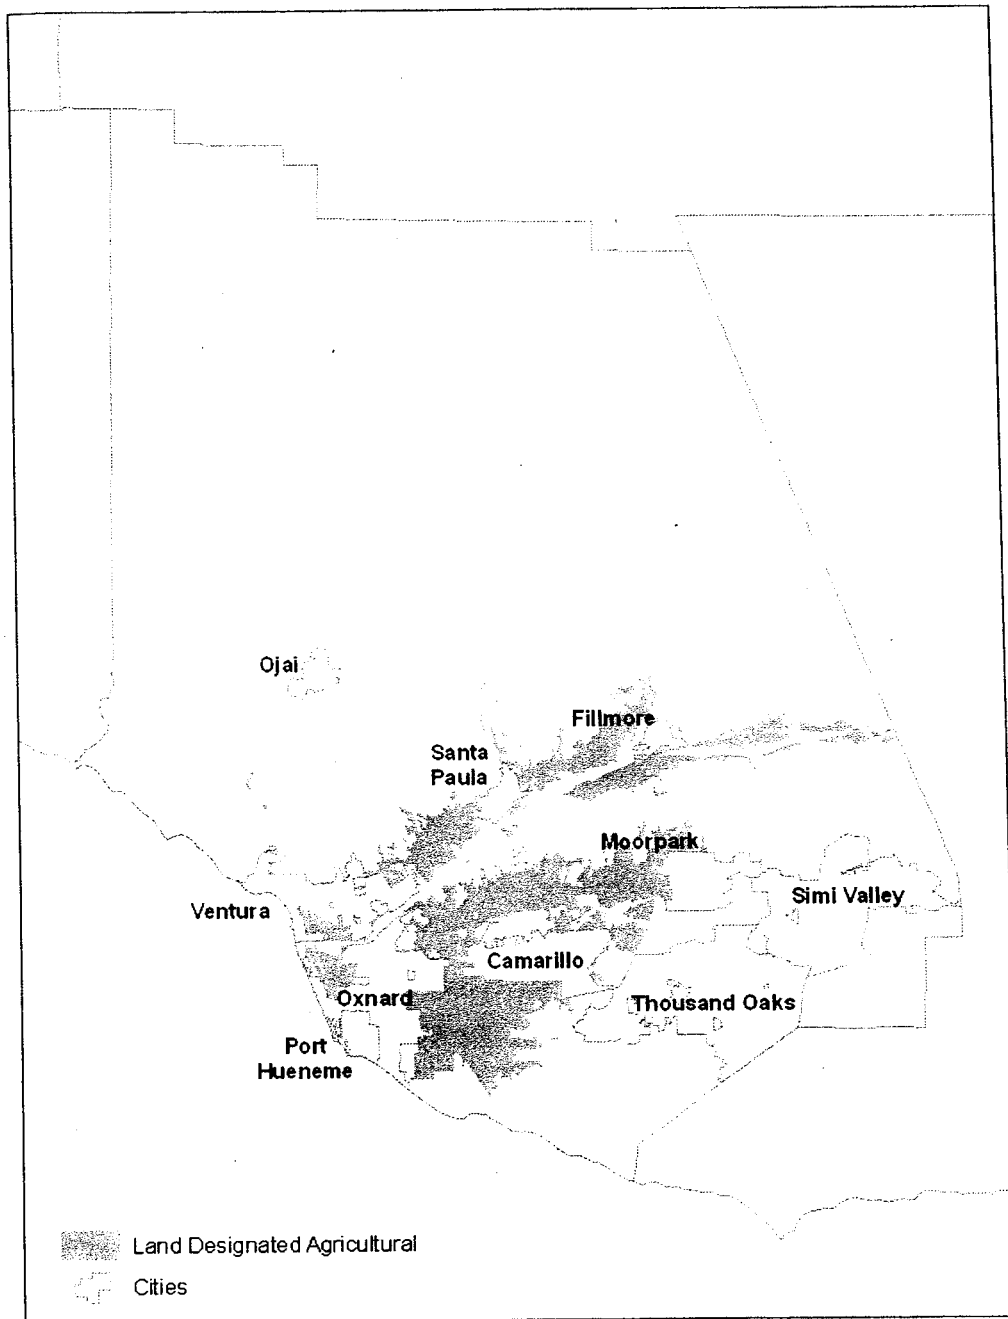 Ojai
Fillmore
Santa
Paula
Moorpark
Simi Valley
Ventura
Camarillo
Oxnard
Thousand Oaks
Port
Hueneme
Land Designated Agricultural
Cities